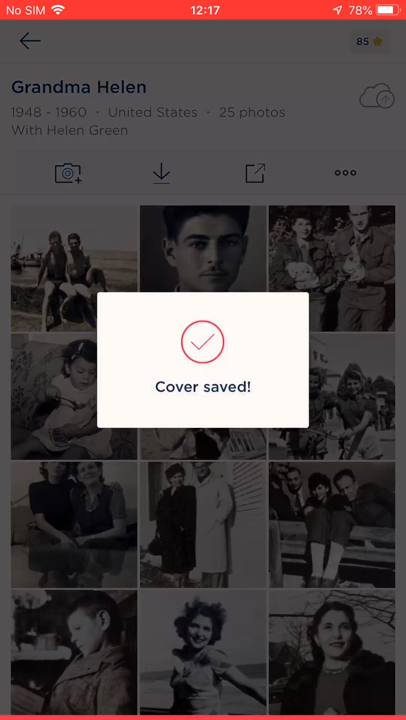 No SIM 12:17 78%
85
Grandma Helen
1948 - 1960 · United States · 25 photos
With Helen Green
Cover saved!